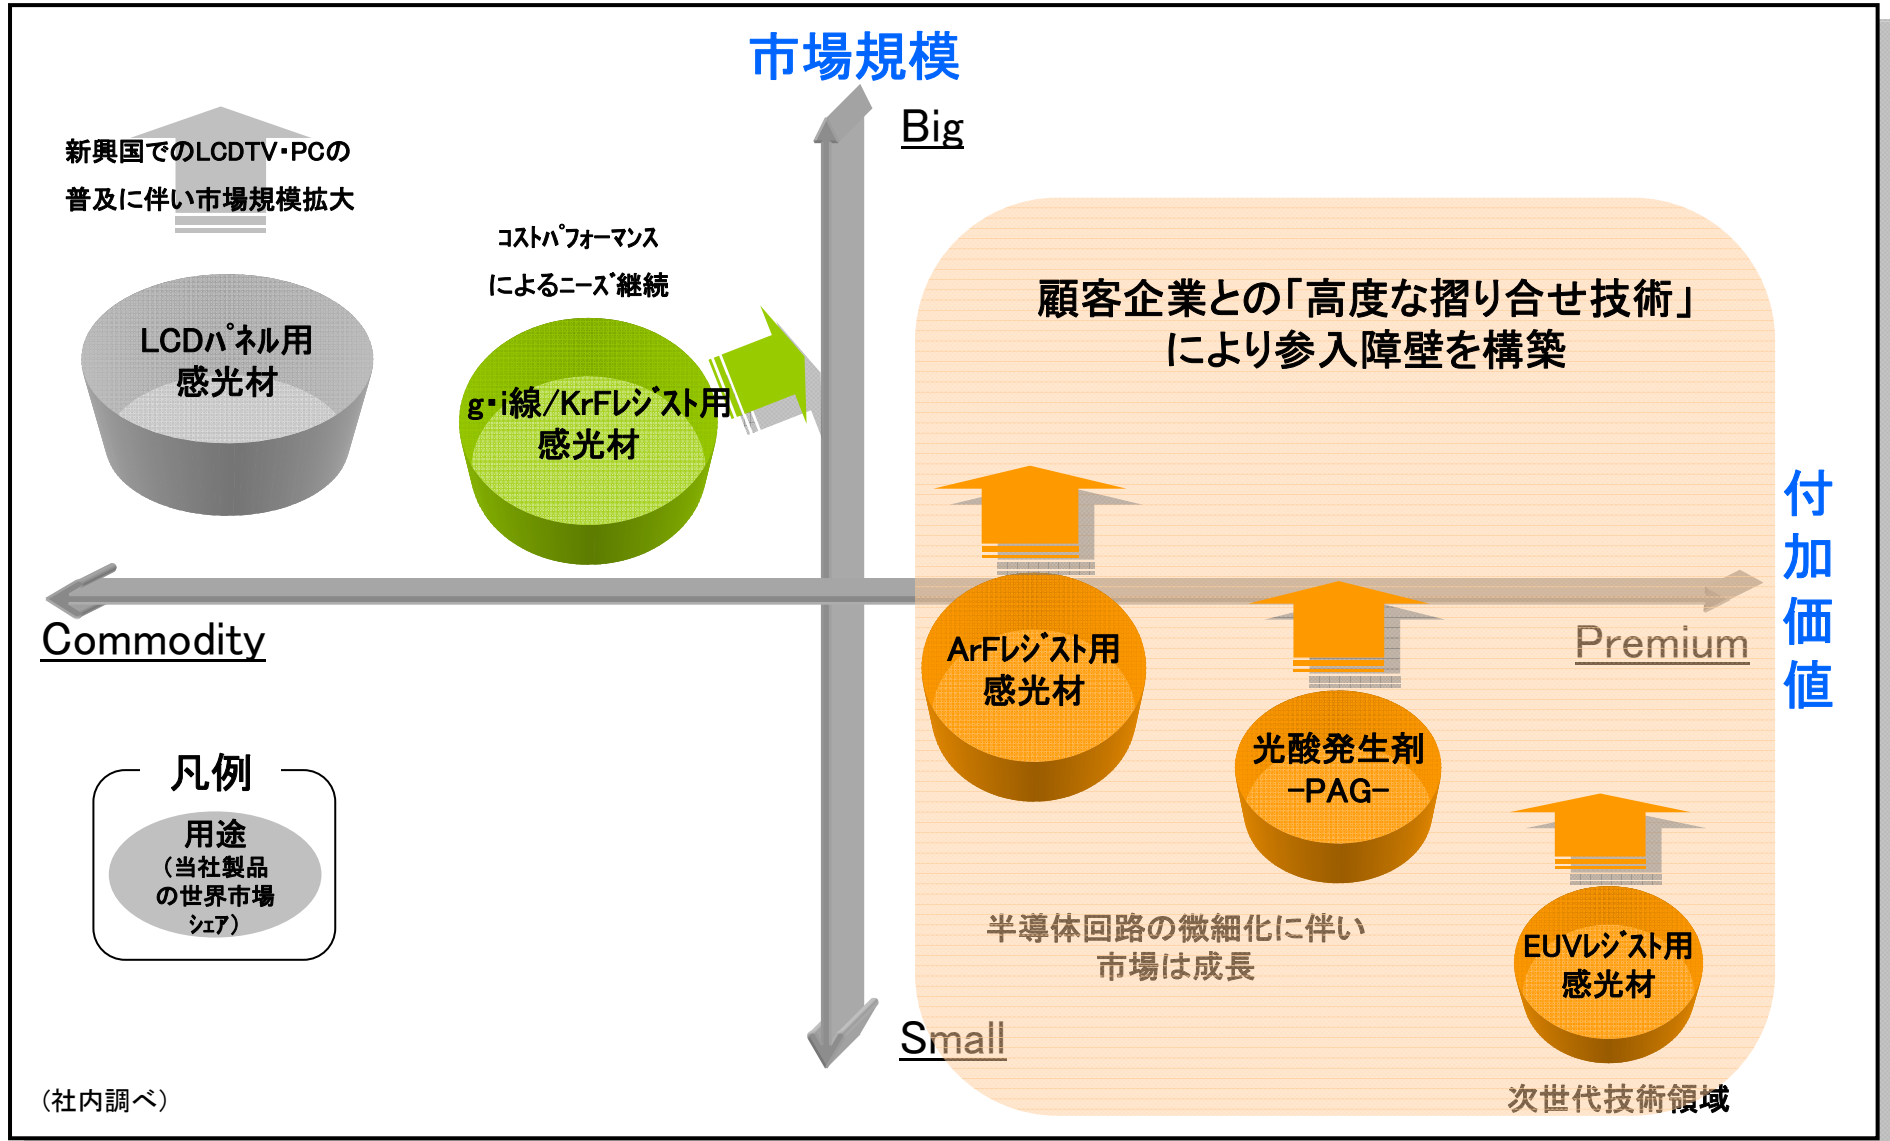 市場規模
Big
新興国でのLCDTV・PCの
普及に伴い市場規模拡大
コストパフォーマンス
によるニーズ継続
顧客企業との「高度な摺り合せ技術」
により参入障壁を構築
LCDパネル用
感光材
g・i線/KrFレジスト用
感光材
付加価値
Commodity
Premium
ArFレジスト用
感光材
光酸発生剤
-PAG-
凡例
用途
(当社製品
の世界市場
シェア)
半導体回路の微細化に伴い
市場は成長
EUVレジスト用
感光材
Small
次世代技術領域
(社内調べ)